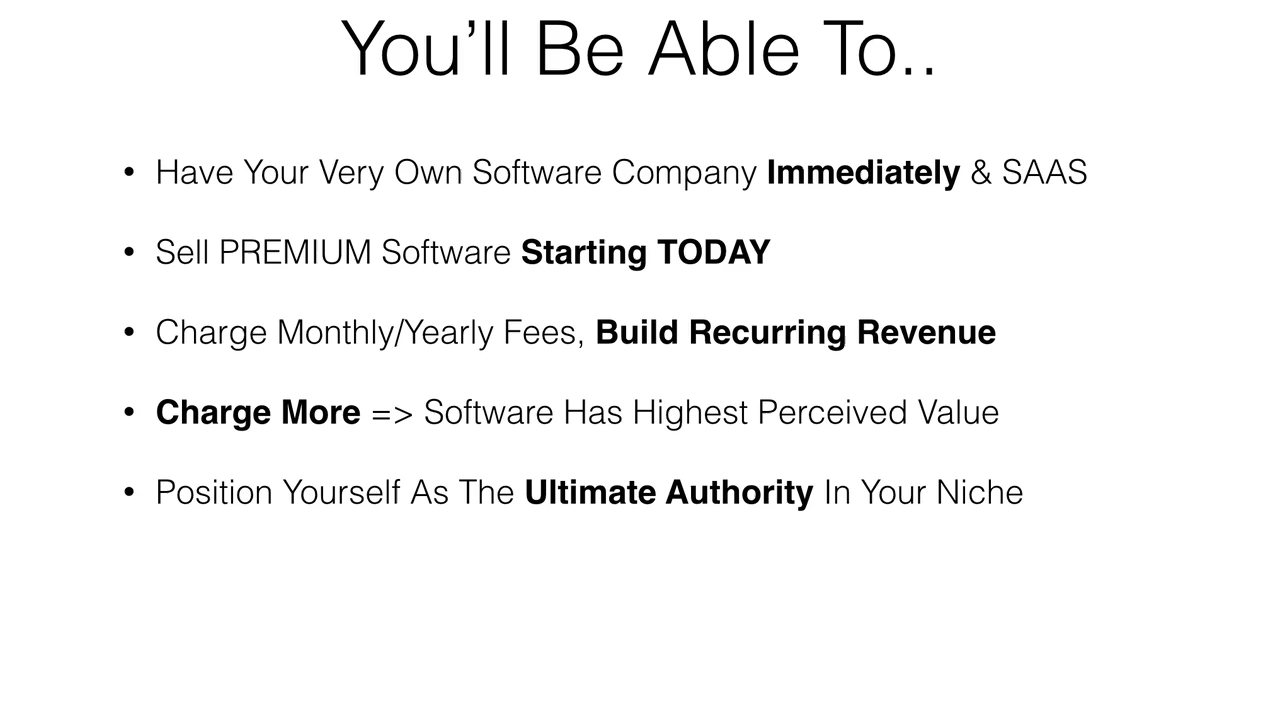 You’ll Be Able To..
• Have Your Very Own Software Company Immediately & SAAS
• Sell PREMIUM Software Starting TODAY
• Charge Monthly/Yearly Fees, Build Recurring Revenue
• Charge More => Software Has Highest Perceived Value
• Position Yourself As The Ultimate Authority In Your Niche